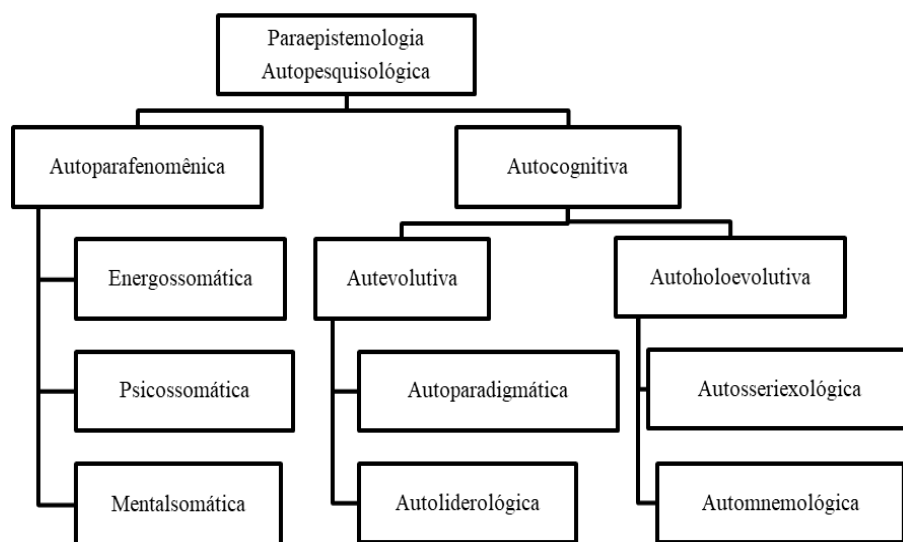 Paraepistemologia
Autopesquisológica
Autoparafenomênica
Autocognitiva
Energossomática
Autevolutiva
Autoholoevolutiva
Psicossomática
Autoparadigmática
Autosseriexológica
Mentalsomática
Autoliderológica
Automnemológica